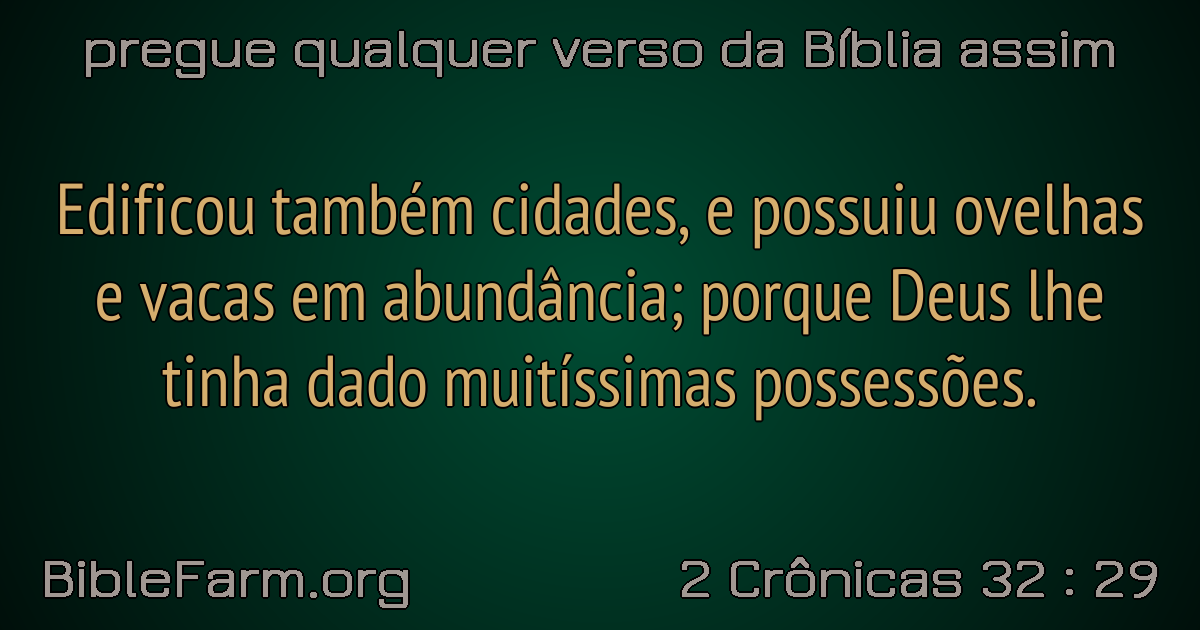 pregue qualquer verso da Bíblia assim
Edificou também cidades, e possuiu ovelhas
e vacas em abundância; porque Deus lhe
tinha dado muitíssimas possessões.
BibleFarm.org
2 Crônicas 32 : 29